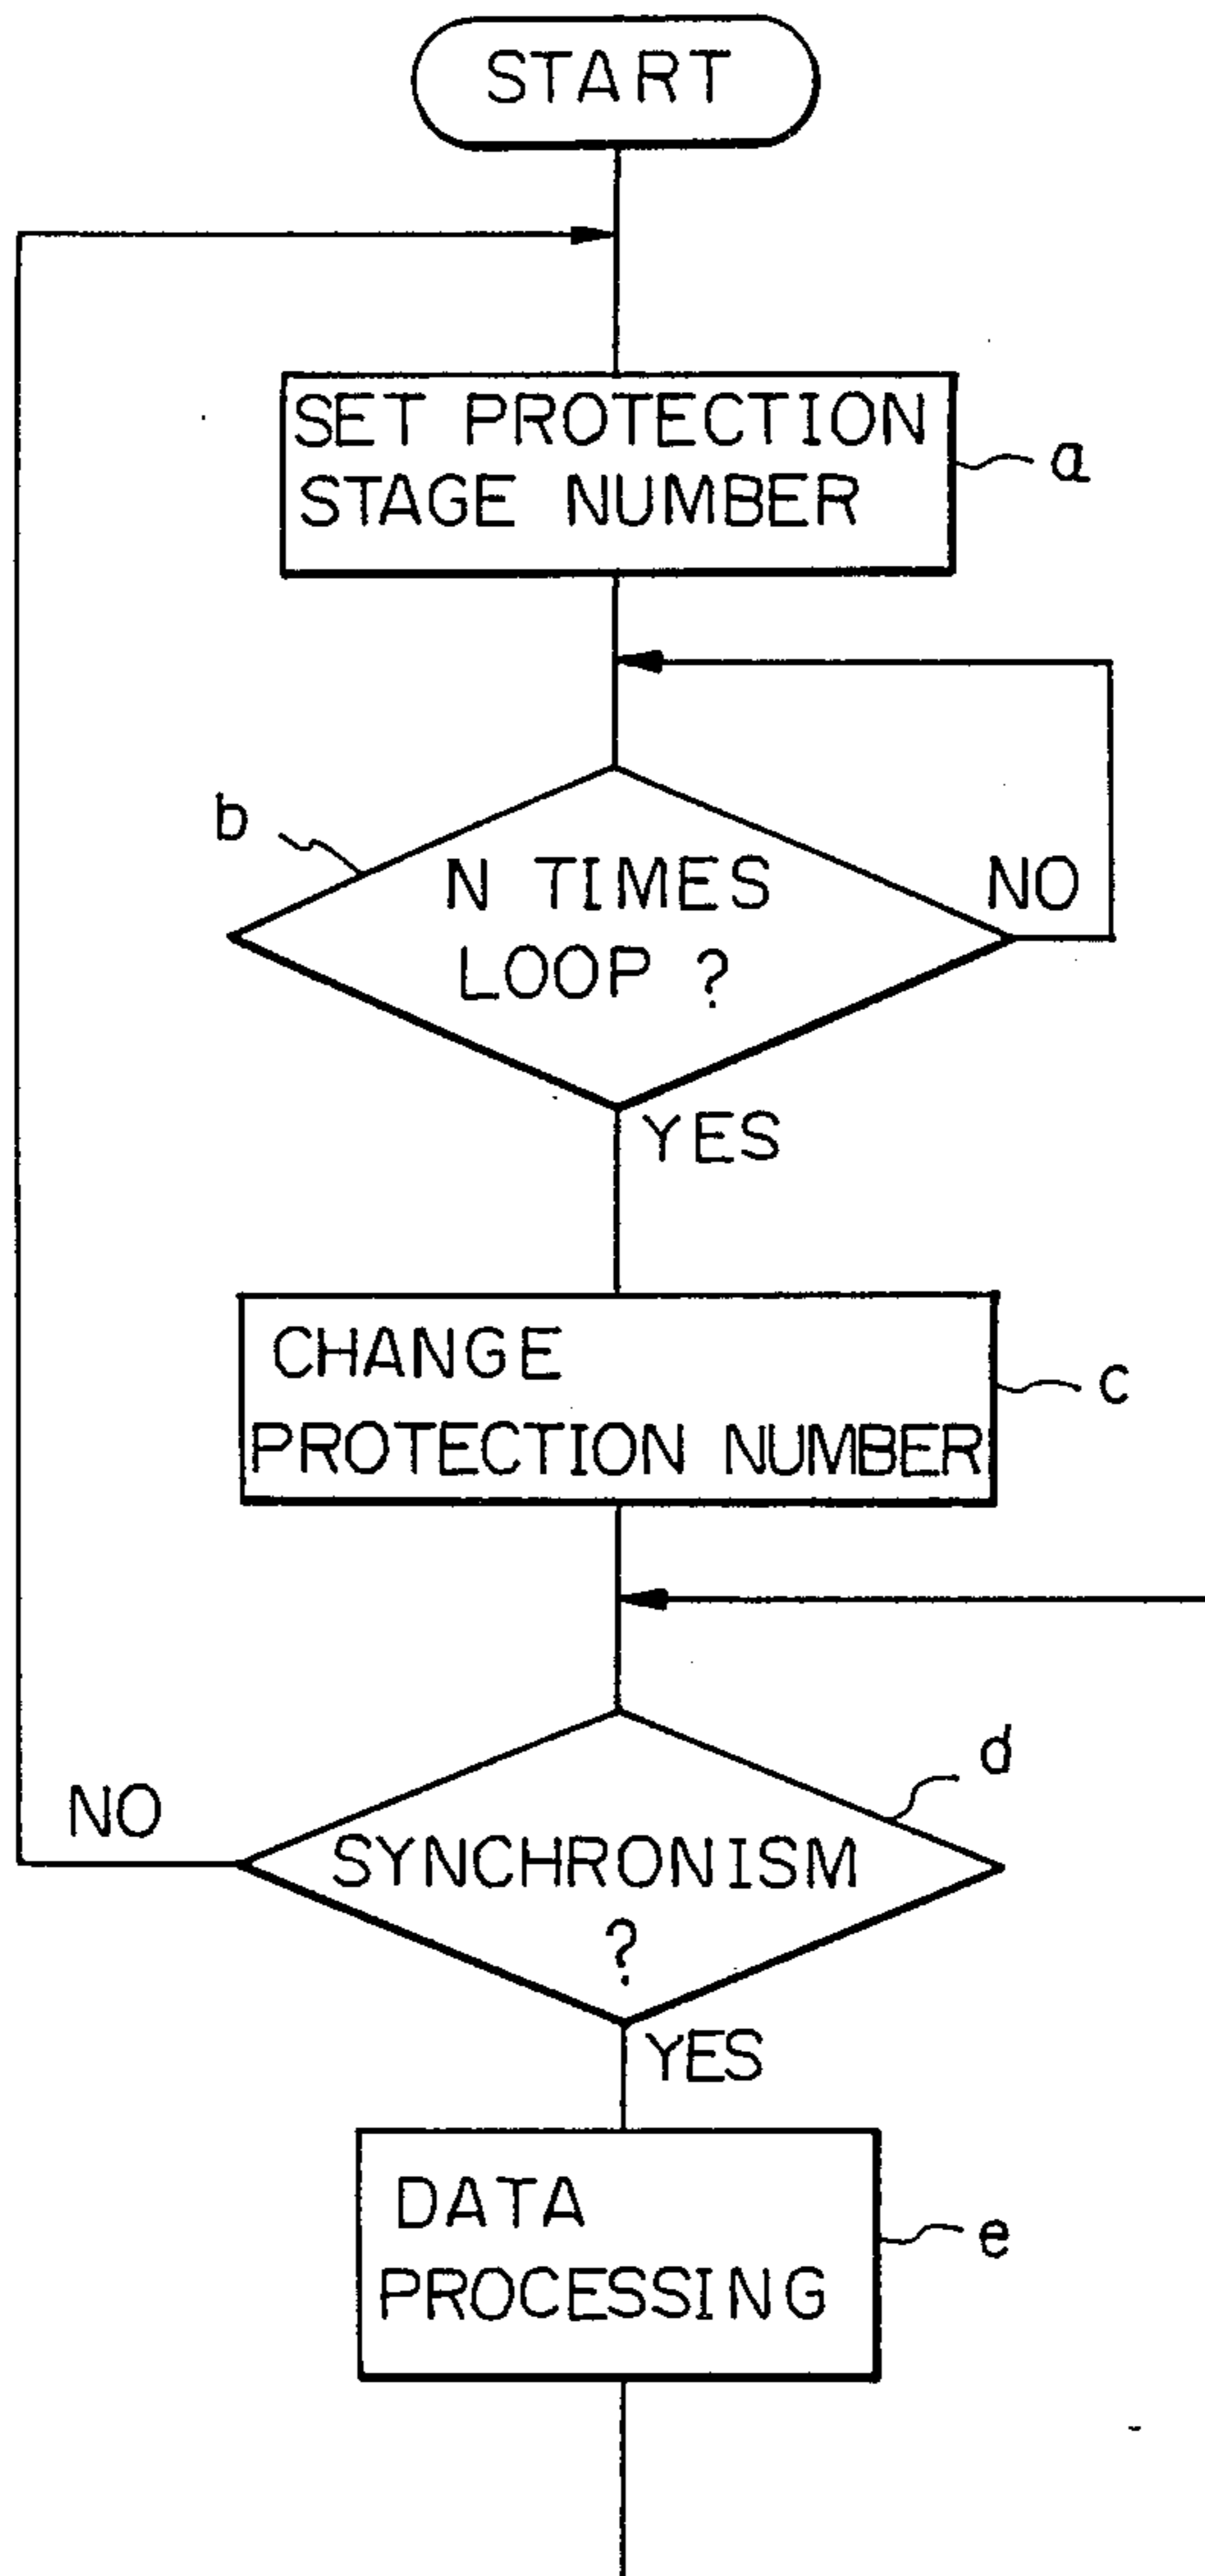 START
SET PROTECTION
STAGE NUMBER
a
b
N TIMES
LOOP ?
NO
YES
CHANGE
PROTECTION NUMBER
c
d
NO
SYNCHRONISM
?
YES
DATA
PROCESSING
e